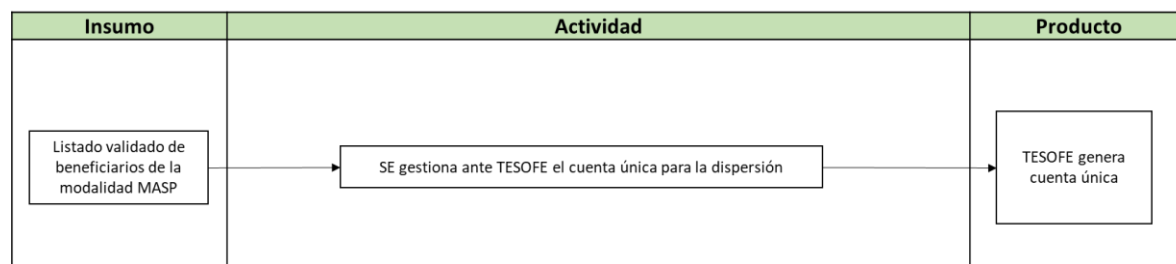 Insumo
Actividad
Producto
Listado validado de
beneficiarios de la
modalidad MASP
SE gestiona ante TESOFE el cuenta única para la dispersión
TESOFE genera
cuenta única